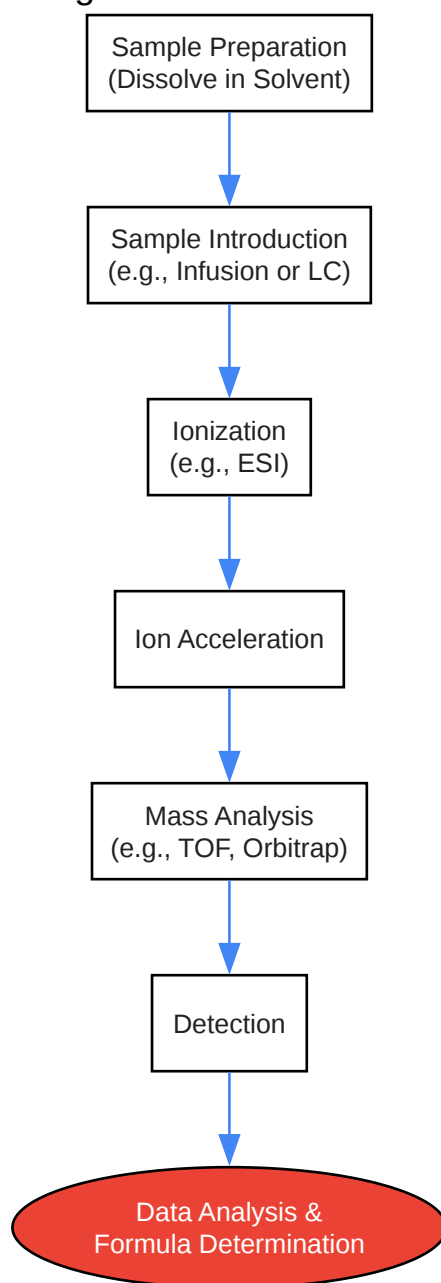 Sample Preparation
(Dissolve in Solvent)
Sample Introduction
(e.g., Infusion or LC)
Ionization
(e.g., ESI)
Ion Acceleration
Mass Analysis
(e.g., TOF, Orbitrap)
Detection
Data Analysis &
Formula Determination